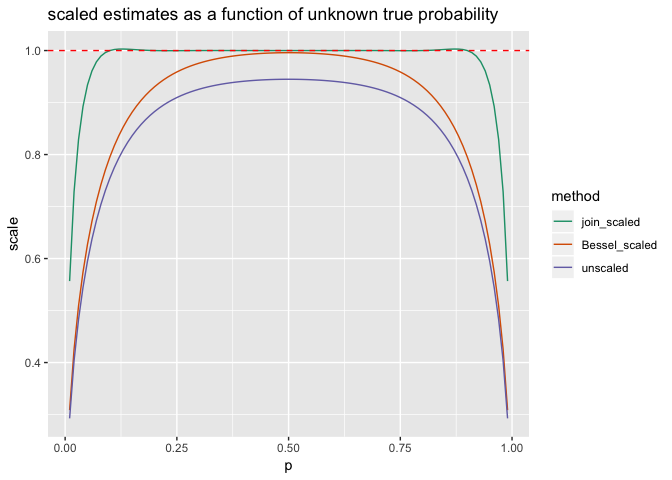 scaled estimates as a function of unknown true probability
1.0
0.8
0.6
0.4
scale
0.00
0.25
0.50
0.75
1.00
p
method
join_scaled
Bessel_scaled
unscaled